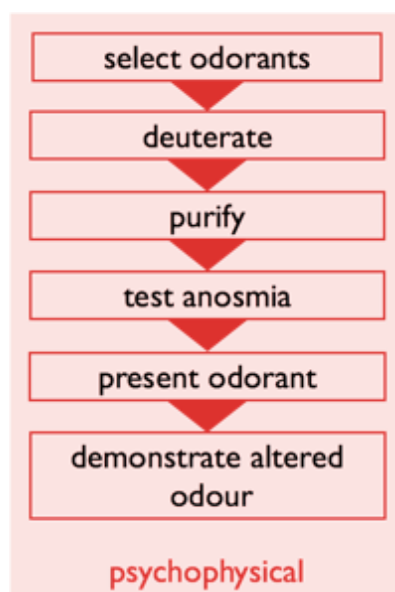 select odorants
deuterate
purify
test anosmia
present odorant
demonstrate altered
odour
psychophysical